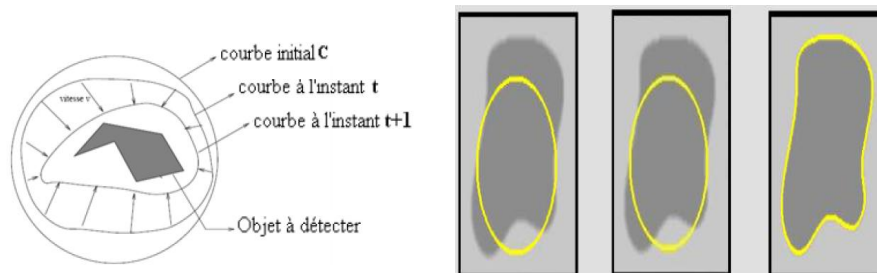 courbe initial C
courbe à l'instant t
vitesse v
courbe à l'instant t+1
Objet à détecter